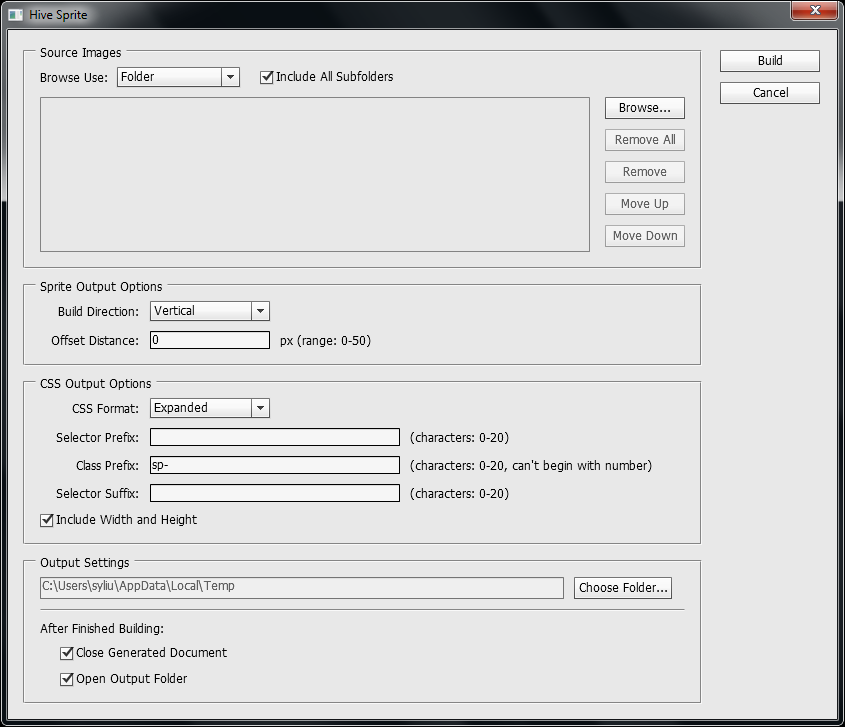 Hive Sprite
Source Images
Browse Use: Folder Include All Subfolders
Build
Cancel
Browse...
Remove All
Remove
Move Up
Move Down
Sprite Output Options
Build Direction: Vertical
Offset Distance: 0 px (range: 0-50)
CSS Output Options
CSS Format: Expanded
Selector Prefix: (characters: 0-20)
Class Prefix: sp- (characters: 0-20, can't begin with number)
Selector Suffix: (characters: 0-20)
Include Width and Height
Output Settings
C:\Users\syliu\AppData\Local\Temp Choose Folder...
After Finished Building:
Close Generated Document
Open Output Folder